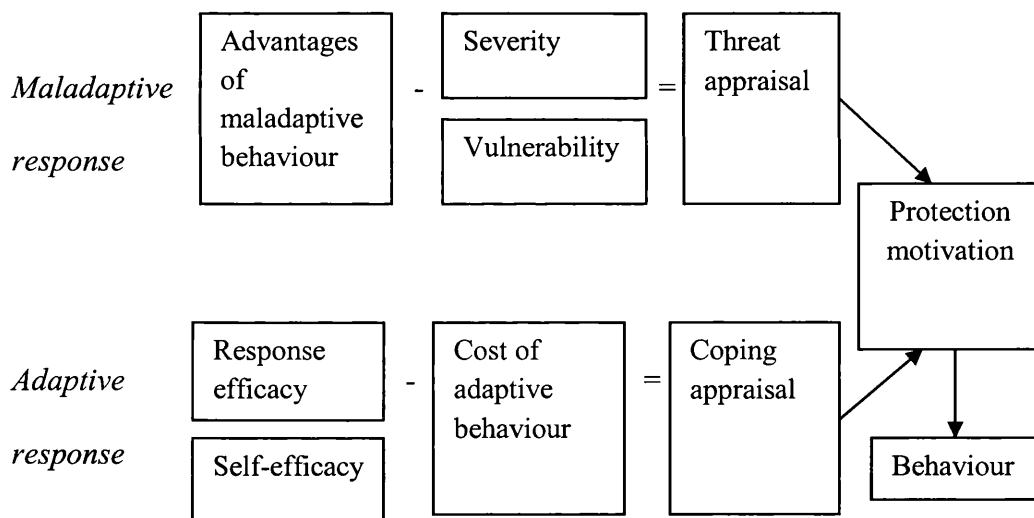 Maladaptive
response
Advantages
of
maladaptive
behaviour
-
Severity
Vulnerability
=
Threat
appraisal
Protection
motivation
Adaptive
response
Response
efficacy
Self-efficacy
-
Cost of
adaptive
behaviour
=
Coping
appraisal
Behaviour